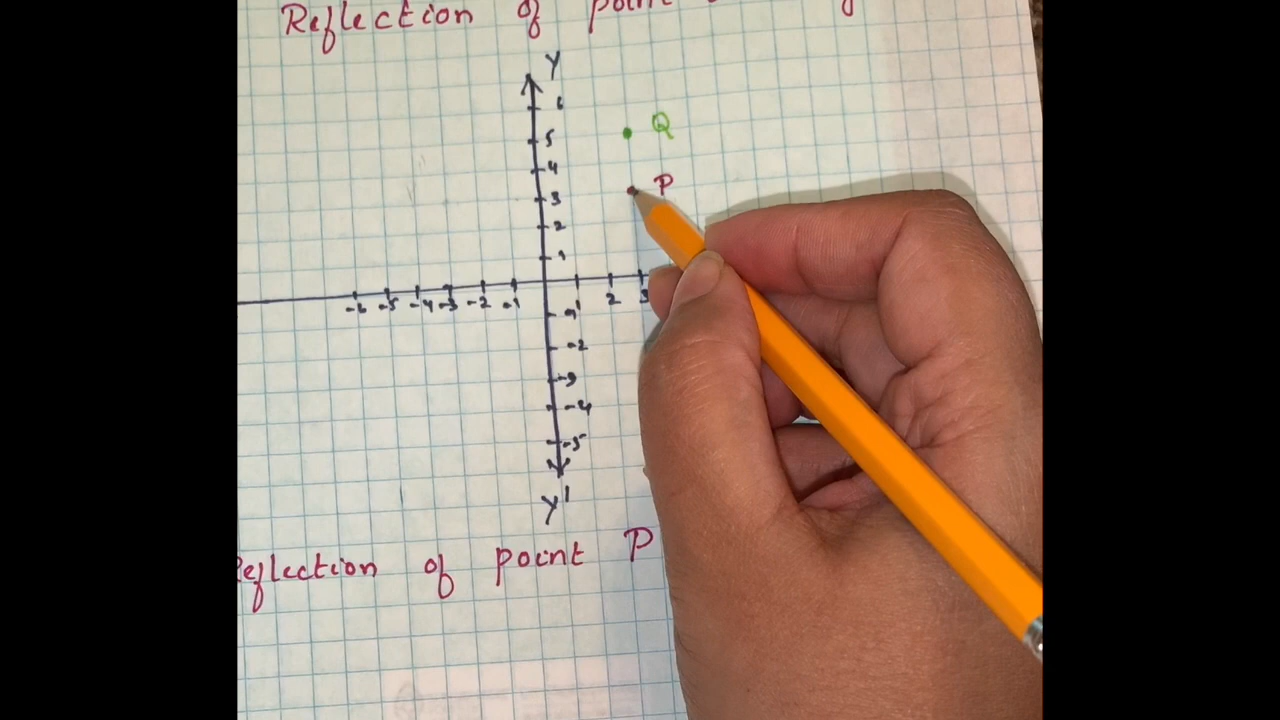 Reflection of point
Y
6
Q
5
4
P
3
2
1
-6 -5 -4 -3 -2 -1 1 2 3
-1
-2
-3
-4
-5
Y'
Reflection of point P